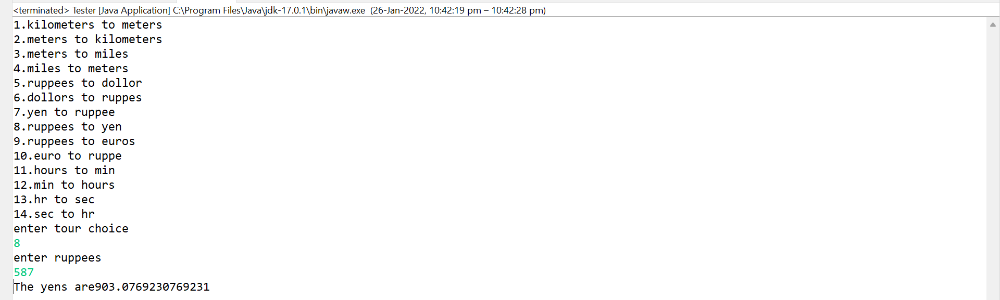 <terminated> Tester [Java Application] C:\Program Files\Java\jdk-17.0.1\bin\javaw.exe (26-Jan-2022, 10:42:19 pm – 10:42:28 pm)
1.kilometers to meters
2.meters to kilometers
3.meters to miles
4.miles to meters
5.ruppees to dollor
6.dollors to ruppes
7.yen to ruppee
8.ruppees to yen
9.ruppees to euros
10.euro to ruppe
11.hours to min
12.min to hours
13.hr to sec
14.sec to hr
enter tour choice
8
enter ruppees
587
The yens are903.0769230769231